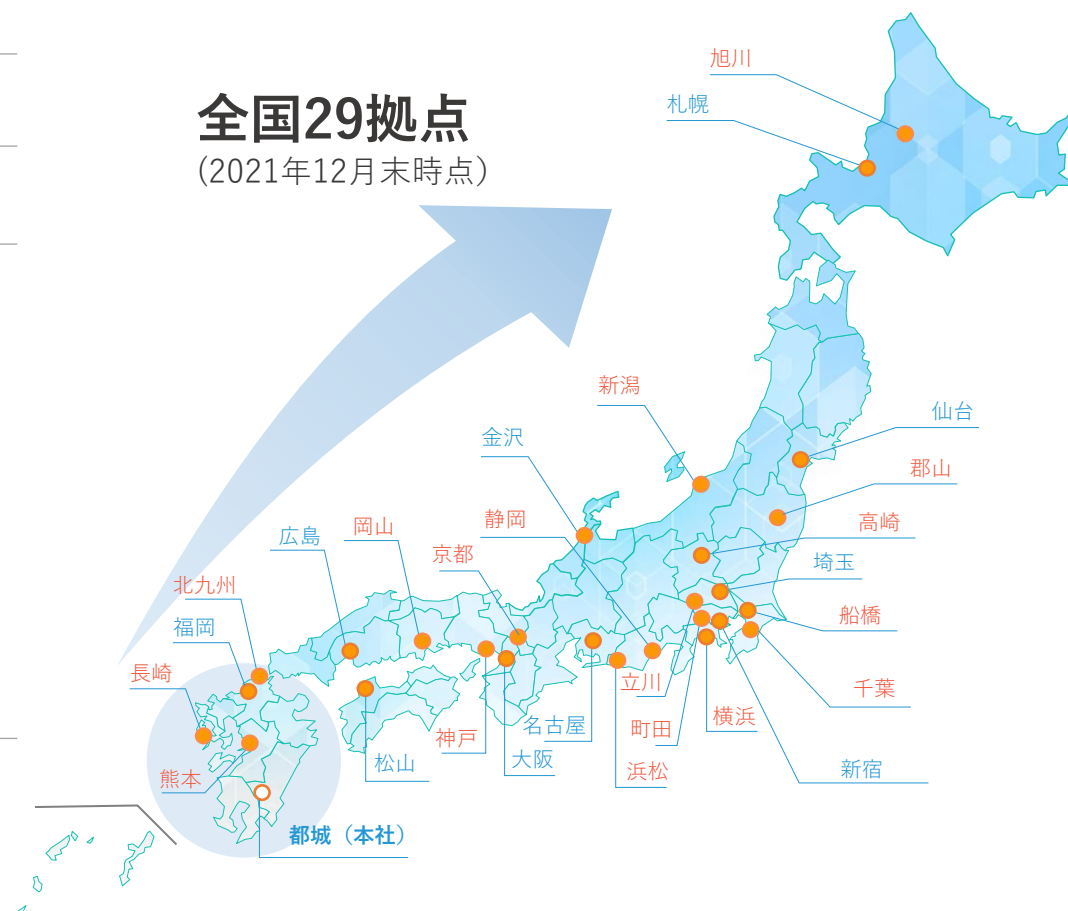 旭川
札幌
全国29拠点
(2021年12月末時点)
新潟
仙台
金沢
郡山
静岡
高崎
岡山
広島
京都
埼玉
北九州
船橋
福岡
長崎
立川
千葉
横浜
名古屋
町田
神戸
大阪
松山
浜松
新宿
熊本
都城（本社）